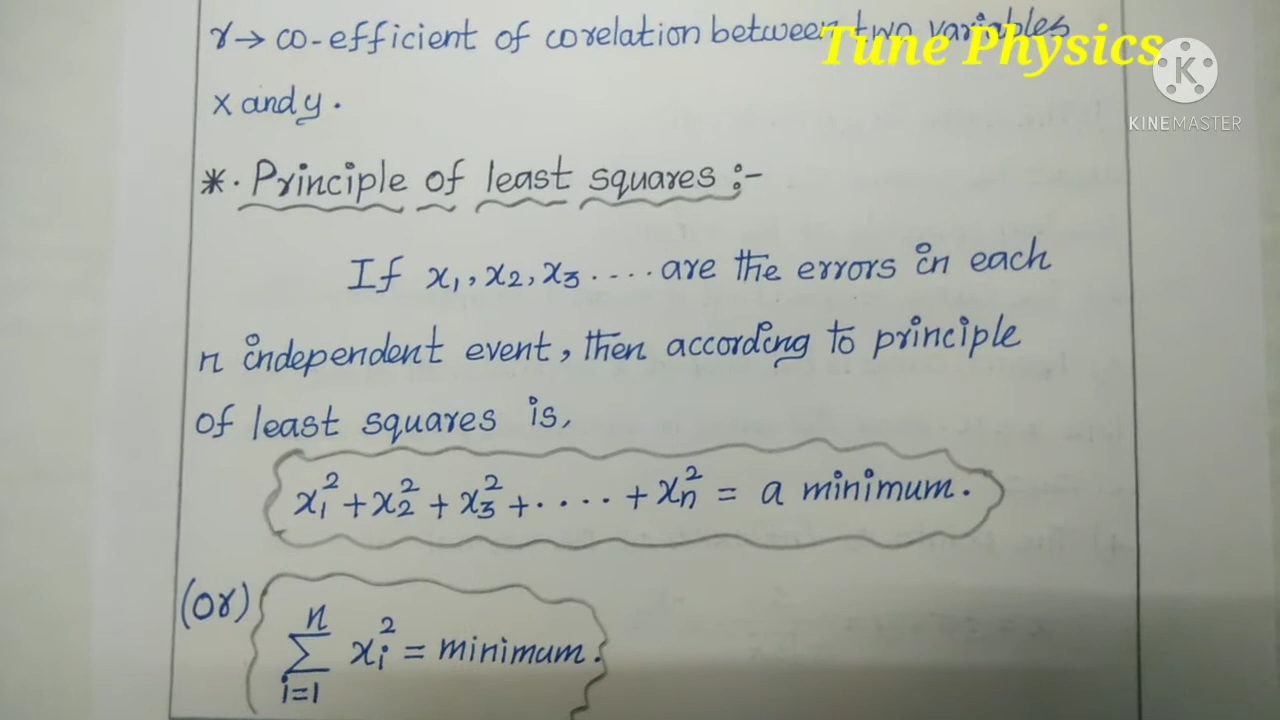 r → co-efficient of corelation between two variables
Tune Physics
KINEMASTER
x and y.
*. Principle of least squares :-
If x₁, x₂, x₃ .... are the errors in each
n independent event, then according to principle
of least squares is,
x₁² + x₂² + x₃² + .... + xₙ² = a minimum.
(or)
n
∑ xᵢ² = minimum.
i=1